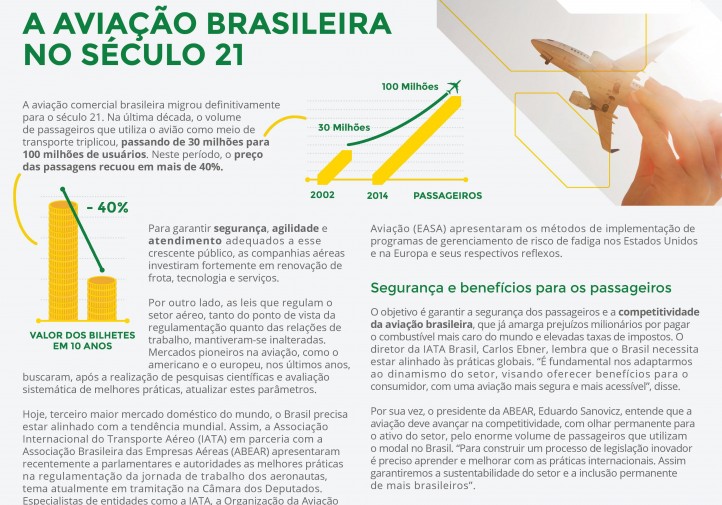 A AVIAÇÃO BRASILEIRA
NO SÉCULO 21
A aviação comercial brasileira migrou definitivamente
para o século 21. Na última década, o volume
de passageiros que utiliza o avião como meio de
transporte triplicou, passando de 30 milhões para
100 milhões de usuários. Neste período, o preço
das passagens recuou em mais de 40%.
100 Milhões
30 Milhões
2002 2014 PASSAGEIROS
- 40%
VALOR DOS BILHETES
EM 10 ANOS
Para garantir segurança, agilidade e
atendimento adequados a esse
crescente público, as companhias aéreas
investiram fortemente em renovação de
frota, tecnologia e serviços.
Por outro lado, as leis que regulam o
setor aéreo, tanto do ponto de vista da
regulamentação quanto das relações de
trabalho, mantiveram-se inalteradas.
Mercados pioneiros na aviação, como o
americano e o europeu, nos últimos anos,
buscaram, após a realização de pesquisas científicas e avaliação
sistemática de melhores práticas, atualizar estes parâmetros.
Hoje, terceiro maior mercado doméstico do mundo, o Brasil precisa
estar alinhado com a tendência mundial. Assim, a Associação
Internacional do Transporte Aéreo (IATA) em parceria com a
Associação Brasileira das Empresas Aéreas (ABEAR) apresentaram
recentemente a parlamentares e autoridades as melhores práticas
na regulamentação da jornada de trabalho dos aeronautas,
tema atualmente em tramitação na Câmara dos Deputados.
Especialistas de entidades como a IATA, a Organização da Aviação
Aviação (EASA) apresentaram os métodos de implementação de
programas de gerenciamento de risco de fadiga nos Estados Unidos
e na Europa e seus respectivos reflexos.
Segurança e benefícios para os passageiros
O objetivo é garantir a segurança dos passageiros e a competitividade
da aviação brasileira, que já amarga prejuízos milionários por pagar
o combustível mais caro do mundo e elevadas taxas de impostos. O
diretor da IATA Brasil, Carlos Ebner, lembra que o Brasil necessita
estar alinhado às práticas globais. “É fundamental nos adaptarmos
ao dinamismo do setor, visando oferecer benefícios para o
consumidor, com uma aviação mais segura e mais acessível”, disse.
Por sua vez, o presidente da ABEAR, Eduardo Sanovicz, entende que a
aviação deve avançar na competitividade, com olhar permanente para
o ativo do setor, pelo enorme volume de passageiros que utilizam
o modal no Brasil. “Para construir um processo de legislação inovador
é preciso aprender e melhorar com as práticas internacionais. Assim
garantiremos a sustentabilidade do setor e a inclusão permanente
de mais brasileiros”.